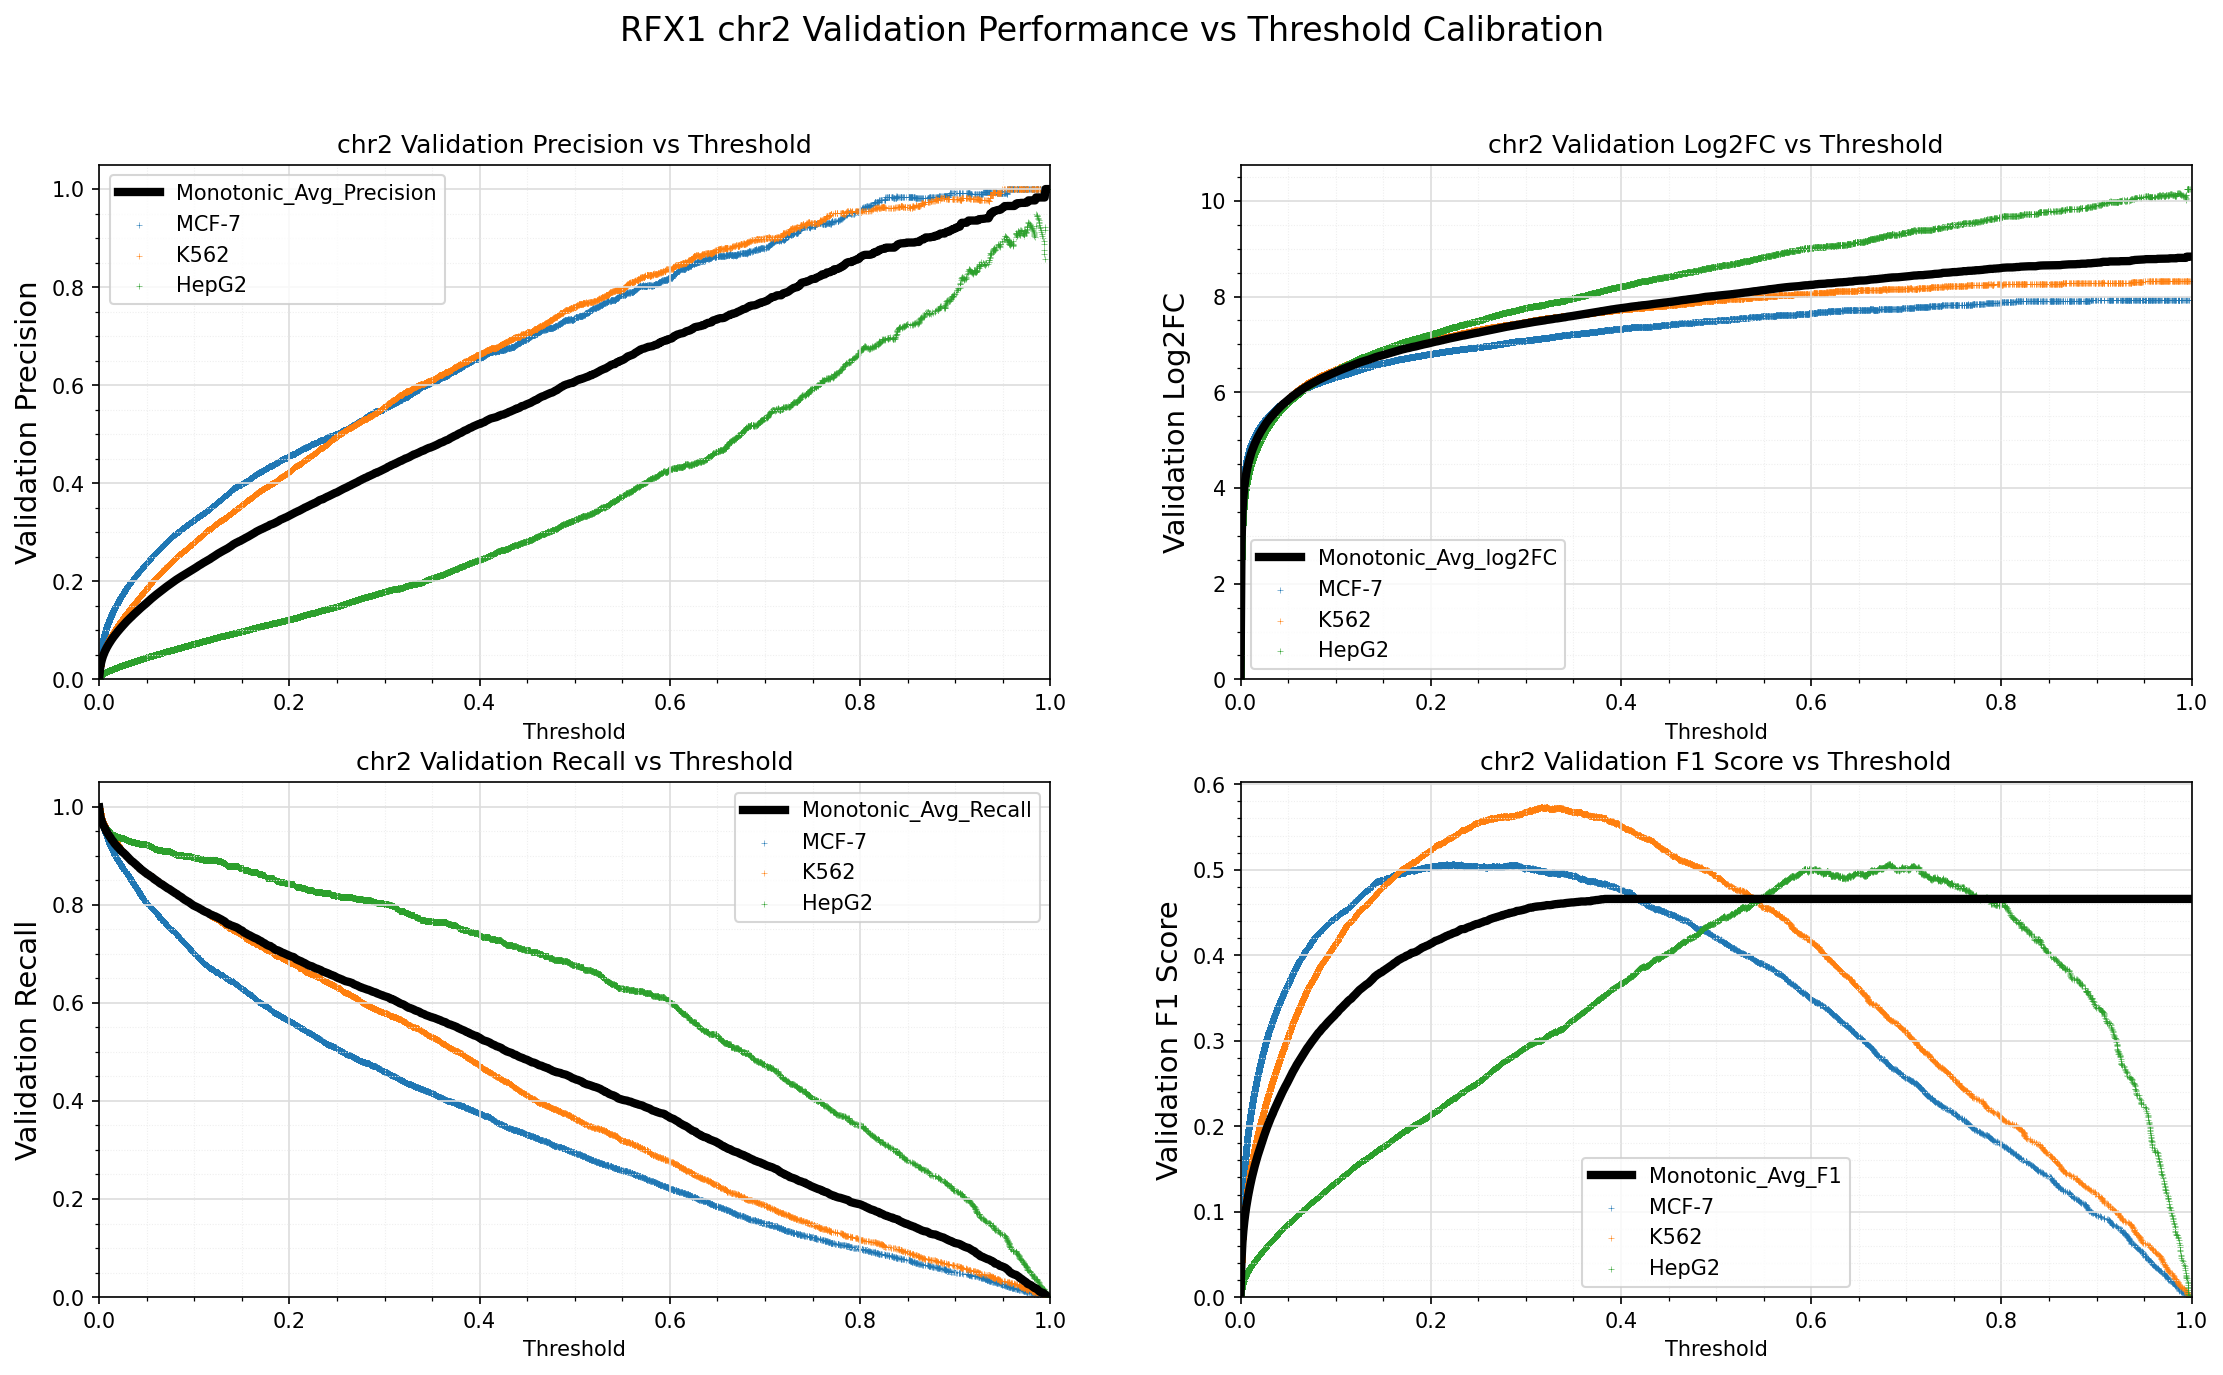 RFX1 chr2 Validation Performance vs Threshold Calibration
chr2 Validation Precision vs Threshold
Validation Precision
1.0
0.8
0.6
0.4
0.2
0.0
Monotonic_Avg_Precision
MCF-7
K562
HepG2
0.0 0.2 0.4 0.6 0.8 1.0
Threshold
chr2 Validation Log2FC vs Threshold
Validation Log2FC
10
8
6
4
2
0
Monotonic_Avg_log2FC
MCF-7
K562
HepG2
0.0 0.2 0.4 0.6 0.8 1.0
Threshold
chr2 Validation Recall vs Threshold
Validation Recall
1.0
0.8
0.6
0.4
0.2
0.0
Monotonic_Avg_Recall
MCF-7
K562
HepG2
0.0 0.2 0.4 0.6 0.8 1.0
Threshold
chr2 Validation F1 Score vs Threshold
Validation F1 Score
0.6
0.5
0.4
0.3
0.2
0.1
0.0
Monotonic_Avg_F1
MCF-7
K562
HepG2
0.0 0.2 0.4 0.6 0.8 1.0
Threshold